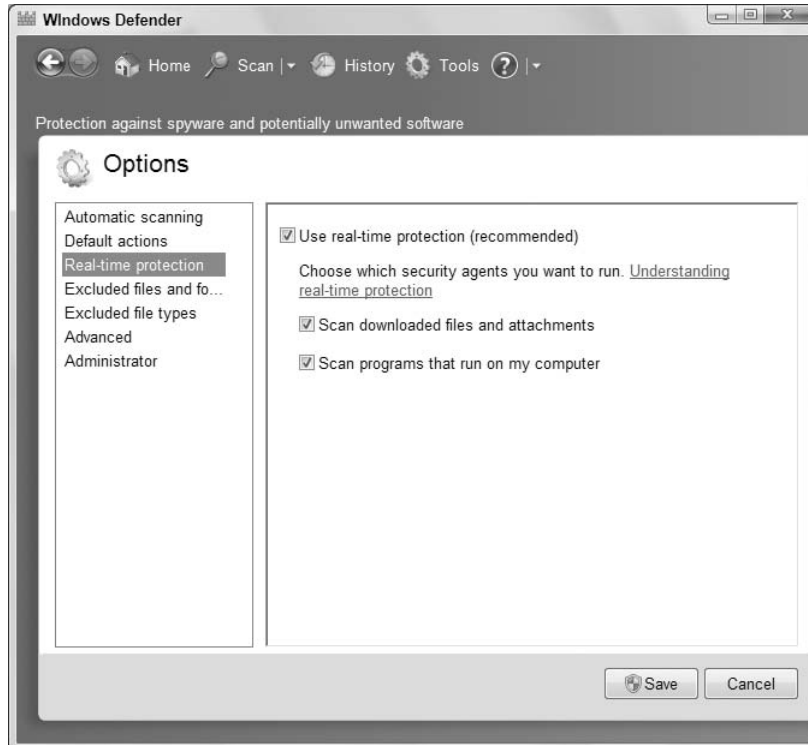 WIndows Defender
Home Scan History Tools ?
Protection against spyware and potentially unwanted software
Options
Automatic scanning
Default actions
Real-time protection
Excluded files and fo...
Excluded file types
Advanced
Administrator
Use real-time protection (recommended)
Choose which security agents you want to run. Understanding
real-time protection
Scan downloaded files and attachments
Scan programs that run on my computer
Save Cancel